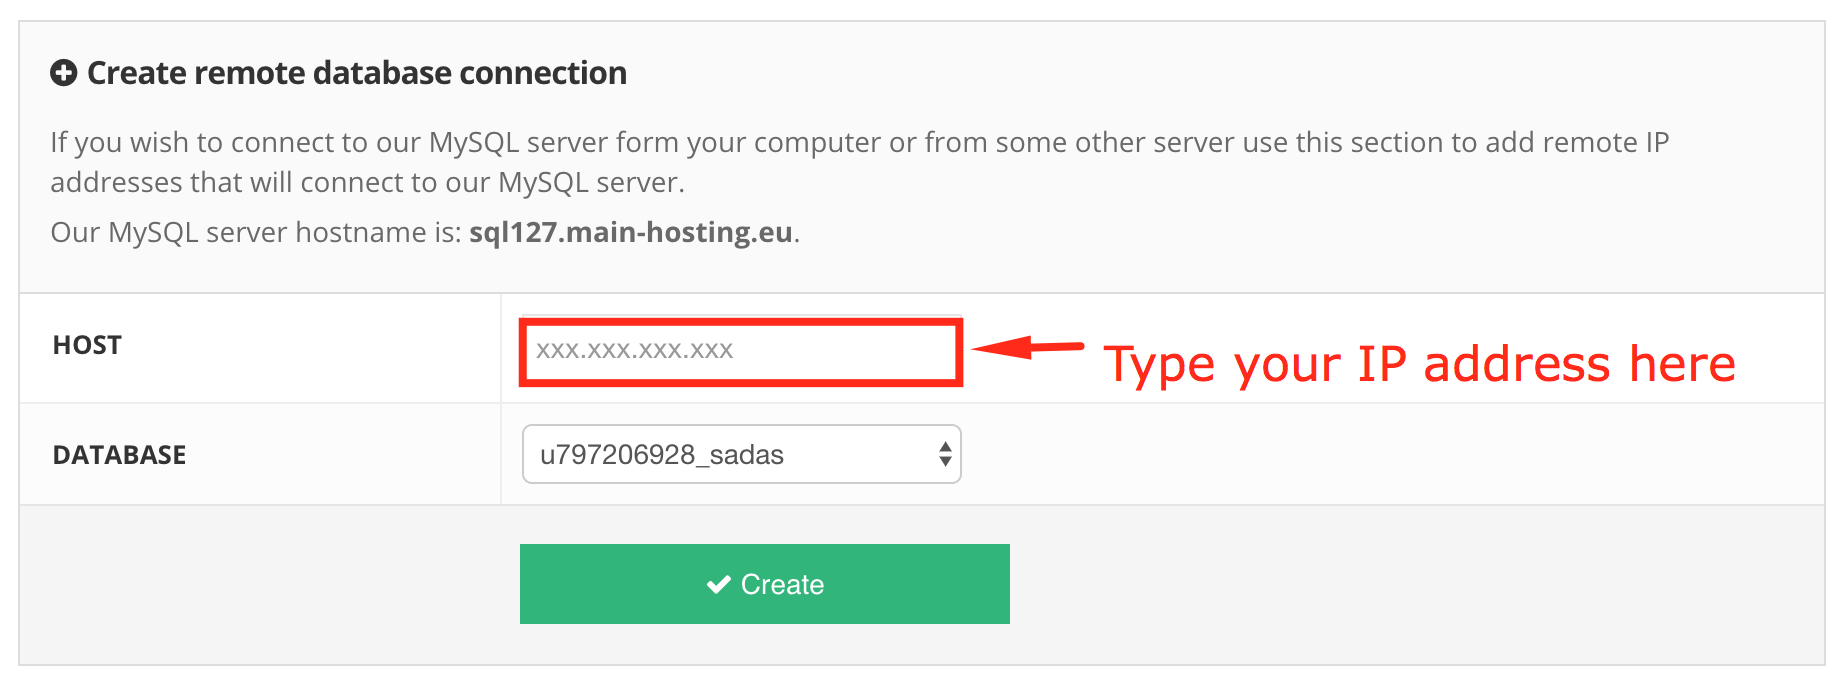 Create remote database connection
If you wish to connect to our MySQL server form your computer or from some other server use this section to add remote IP
addresses that will connect to our MySQL server.
Our MySQL server hostname is: sql127.main-hosting.eu.
HOST
xxx.xxx.xxx.xxx
Type your IP address here
DATABASE
u797206928_sadas
Create